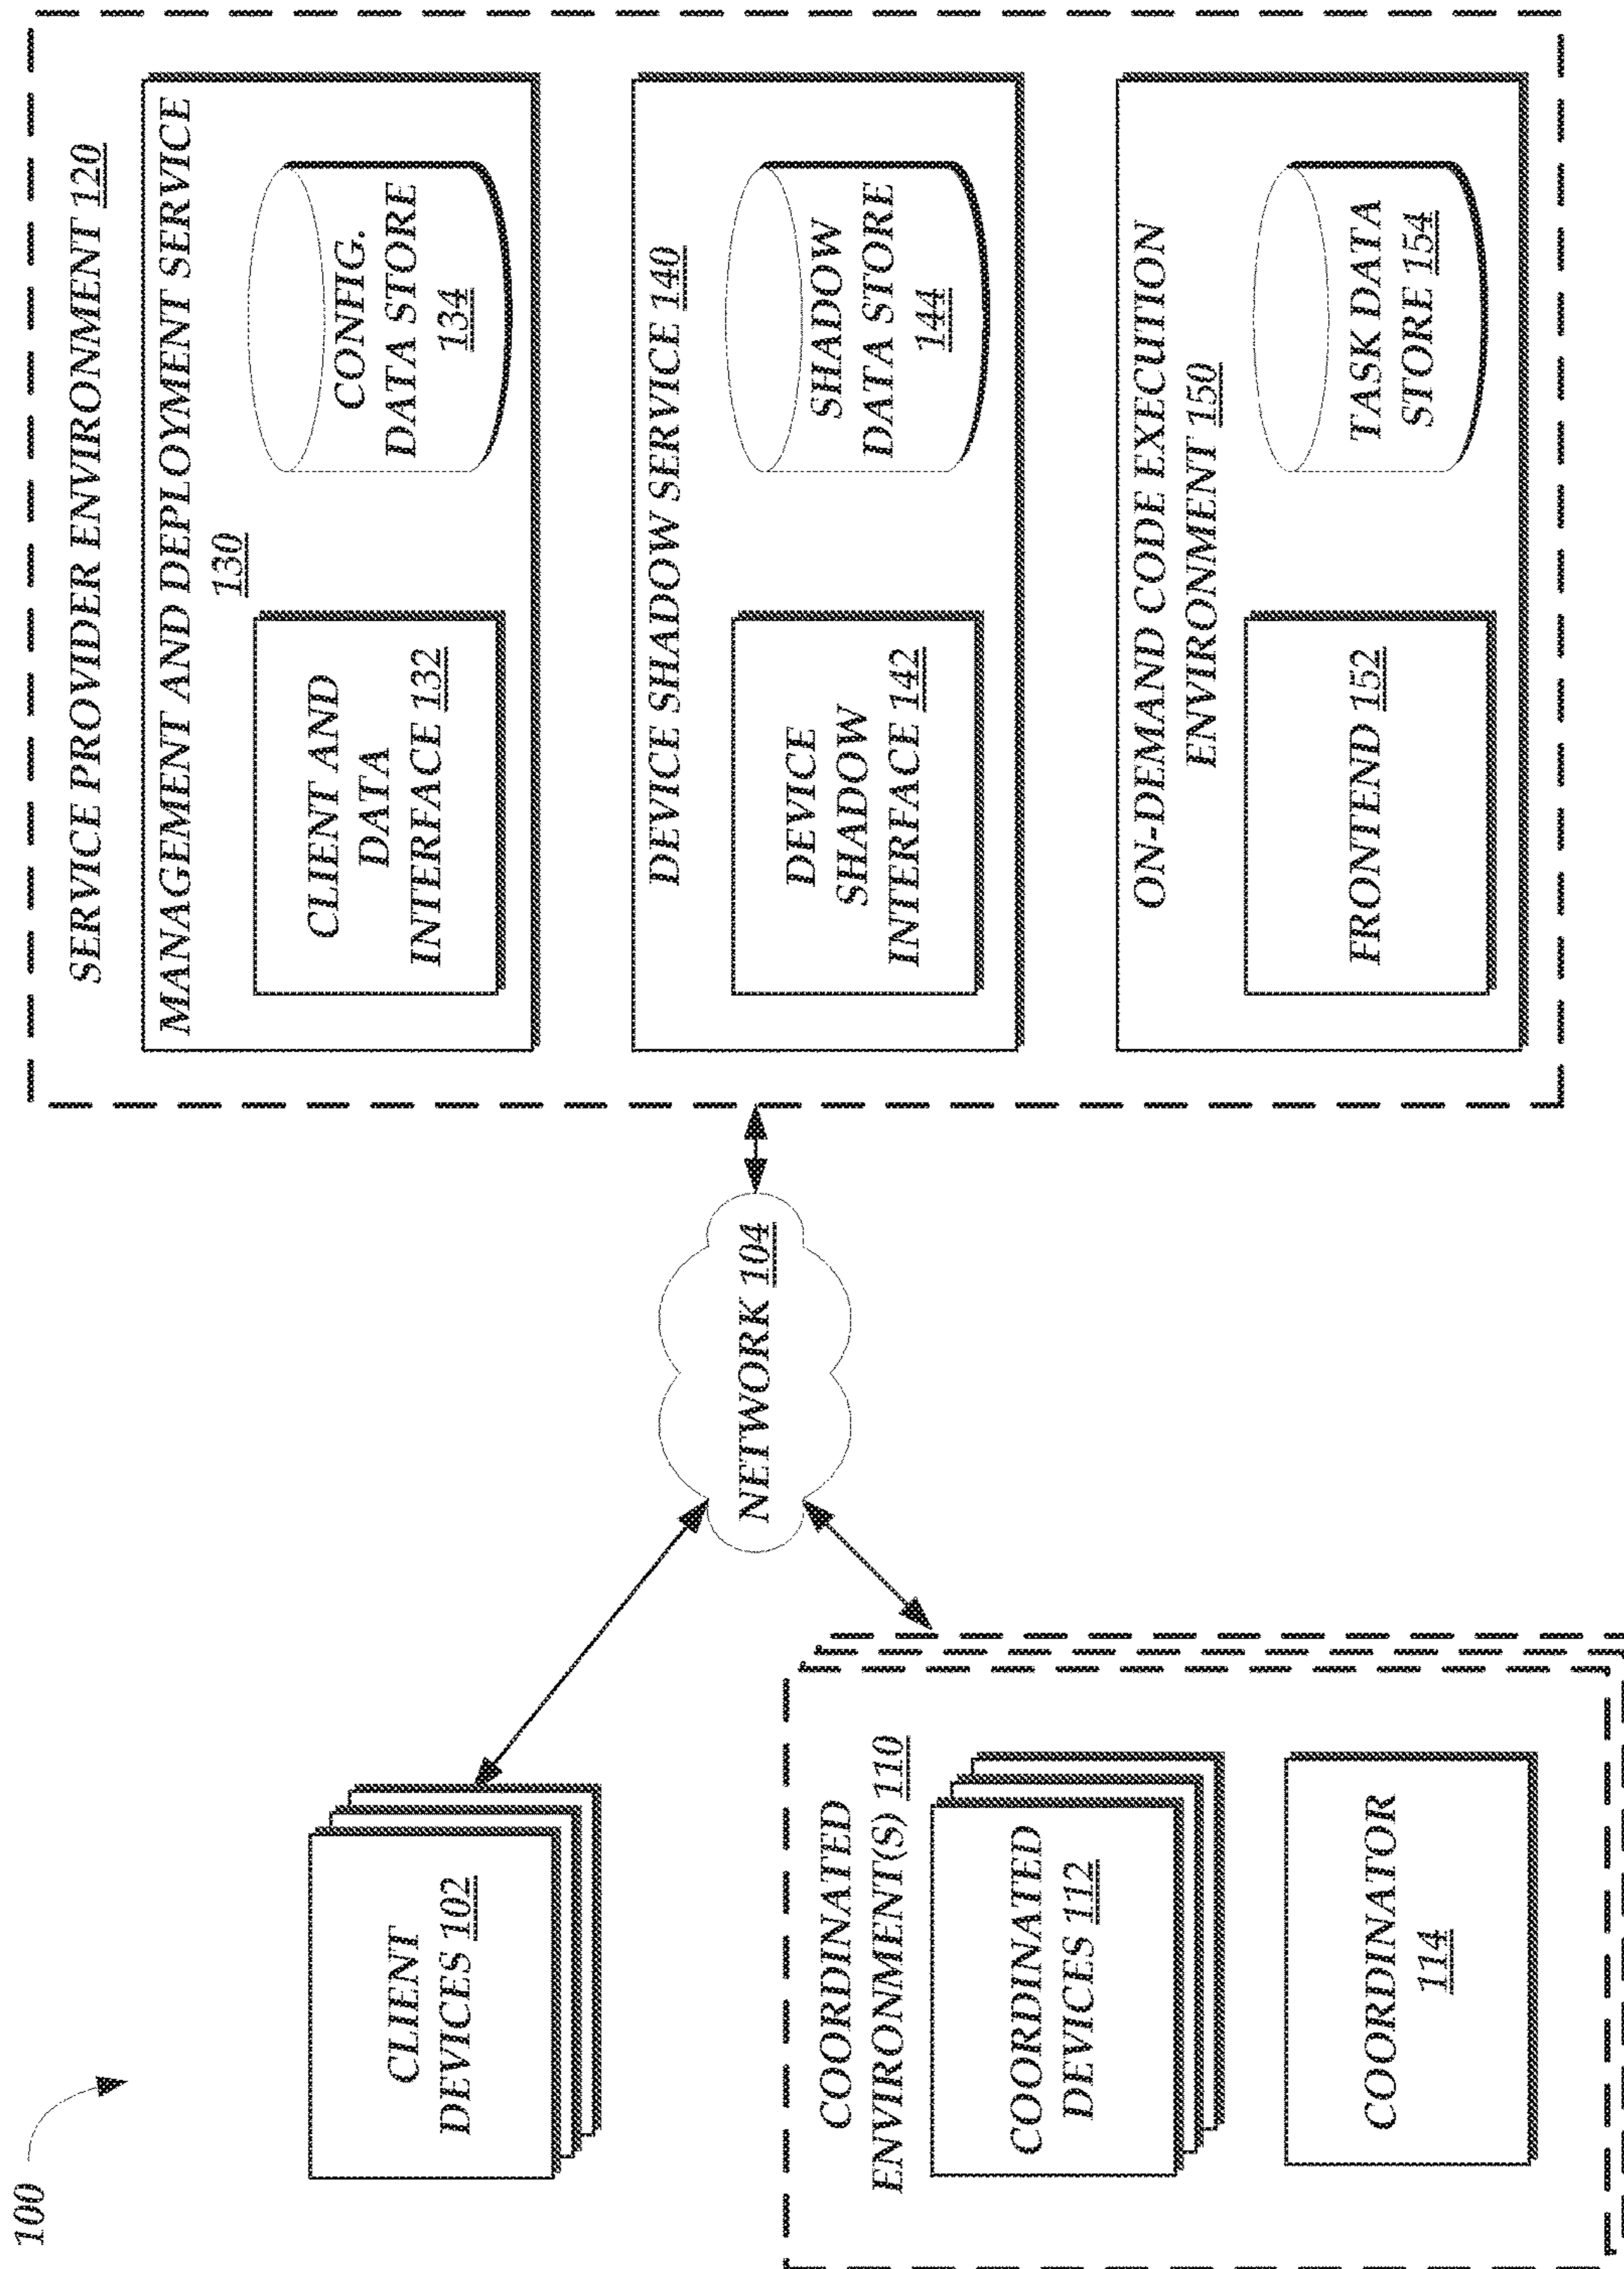 100
CLIENT
DEVICES 102
COORDINATED
ENVIRONMENT(S) 110
COORDINATED
DEVICES 112
COORDINATOR
114
NETWORK 104
SERVICE PROVIDER ENVIRONMENT 120
MANAGEMENT AND DEPLOYMENT SERVICE
130
CLIENT AND
DATA
INTERFACE 132
CONFIG.
DATA STORE
134
DEVICE SHADOW SERVICE 140
DEVICE
SHADOW
INTERFACE 142
SHADOW
DATA STORE
144
ON-DEMAND CODE EXECUTION
ENVIRONMENT 150
FRONTEND 152
TASK DATA
STORE 154